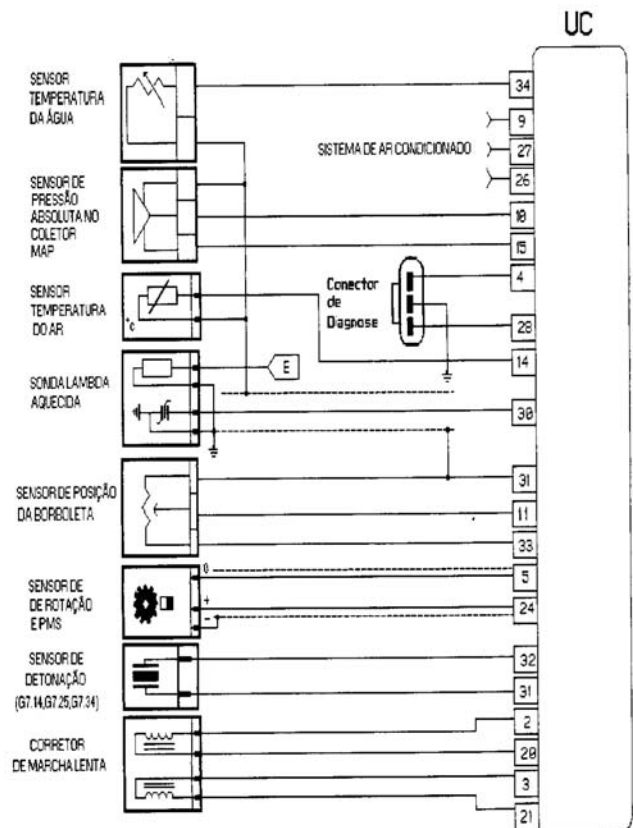 UC
SENSOR
TEMPERATURA
DA ÁGUA
34
9
SISTEMA DE AR CONDICIONADO
27
26
SENSOR DE
PRESSÃO
ABSOLUTA NO
COLETOR
MAP
10
15
Conector
de
Diagnose
4
28
SENSOR
TEMPERATURA
DO AR
°c
14
SONDA LAMBDA
AQUECIDA
E
30
SENSOR DE POSIÇÃO
DA BORBOLETA
31
11
33
SENSOR DE
DE ROTAÇÃO
E PMS
0
+
-
5
24
SENSOR DE
DETONAÇÃO
(G7.14,G7.25,G7.34)
32
31
CORRETOR
DE MARCHA LENTA
2
20
3
21